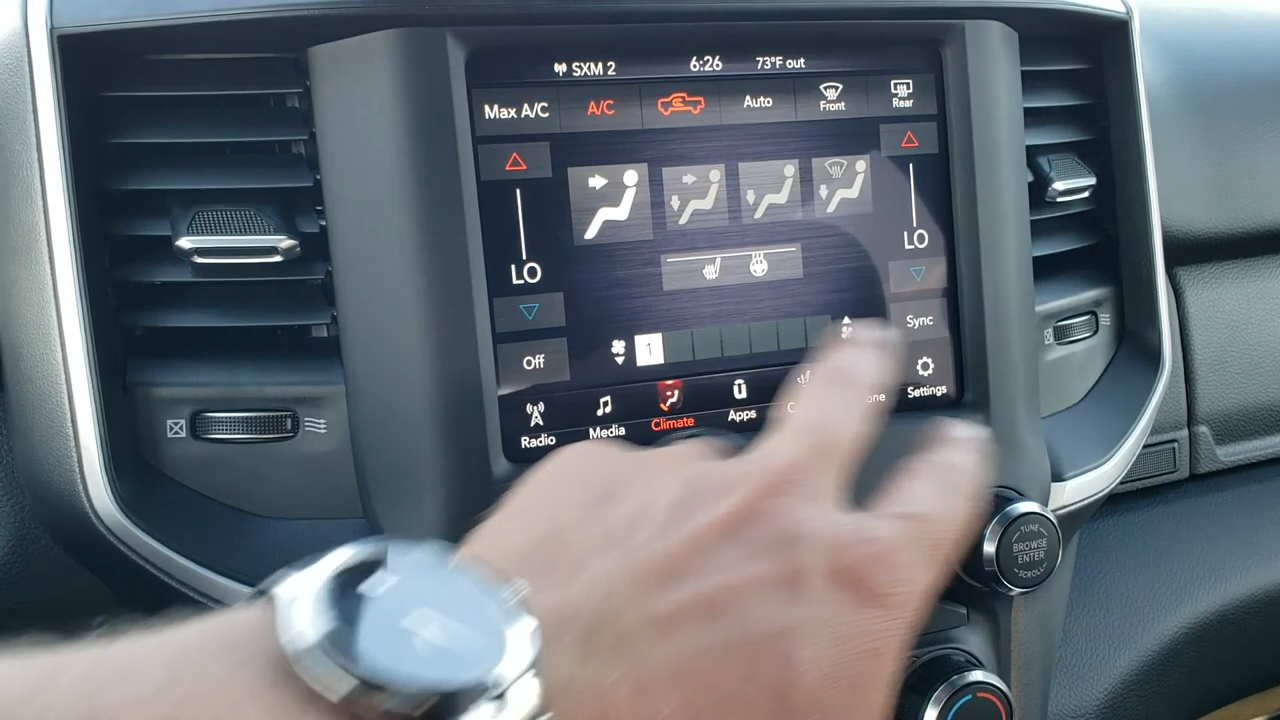 SXM 2 6:26 73°F out
Max A/C A/C Auto Front Rear
LO LO
Off 1 Sync
Radio Media Climate Apps Settings
TUNE
BROWSE
ENTER
SCROLL